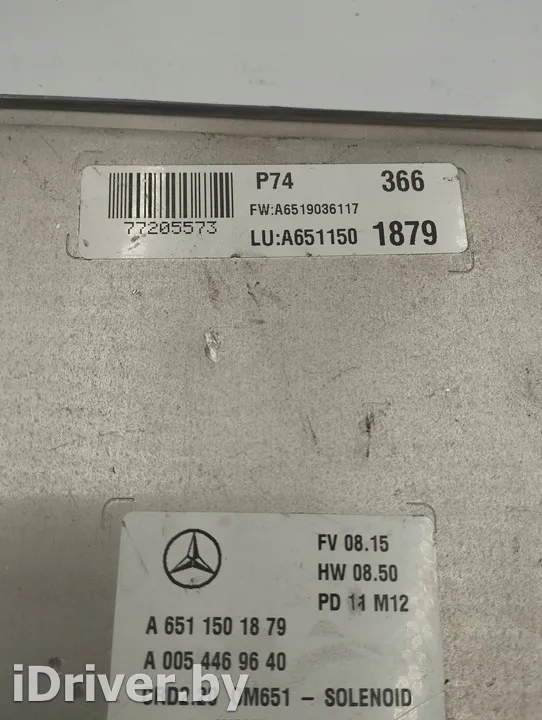 P74 366
FW:A6519036117
77205573
LU:A651150 1879
FV 08.15
HW 08.50
PD 11 M12
A 651 150 18 79
A 005 446 96 40
OM651 - SOLENOID
iDriver.by